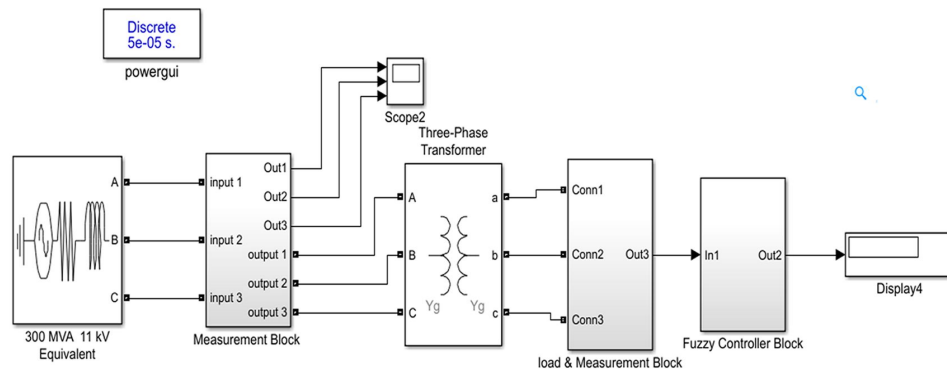 Discrete
5e-05 s.
powergui
Scope2
Three-Phase
Transformer
A
B
C
300 MVA 11 kV
Equivalent
input 1
input 2
input 3
Out1
Out2
Out3
output 1
output 2
output 3
Measurement Block
A
B
C
Yg
Yg
a
b
c
Conn1
Conn2
Conn3
Out3
load & Measurement Block
In1
Out2
Fuzzy Controller Block
Display4